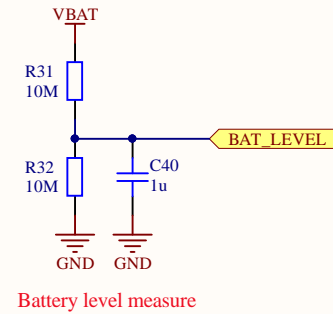 VBAT
R31
10M
BAT_LEVEL
R32
10M
C40
1u
GND
GND
Battery level measure